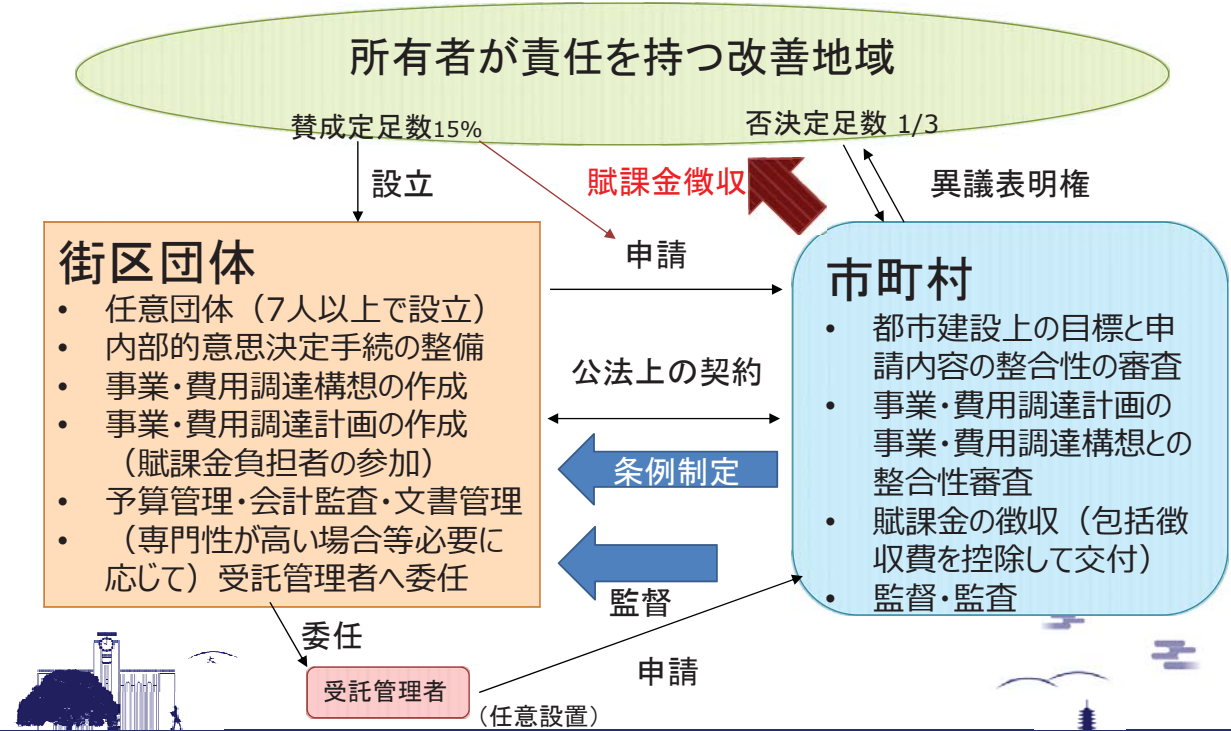 所有者が責任を持つ改善地域
賛成定足数15%
否決定足数 1/3
設立
賦課金徴収
異議表明権
申請
街区団体
• 任意団体（7人以上で設立）
• 内部的意思決定手続の整備
• 事業・費用調達構想の作成
• 事業・費用調達計画の作成
（賦課金負担者の参加）
• 予算管理・会計監査・文書管理
• （専門性が高い場合等必要に
応じて）受託管理者へ委任
公法上の契約
条例制定
監督
市町村
• 都市建設上の目標と申
請内容の整合性の審査
• 事業・費用調達計画の
事業・費用調達構想との
整合性審査
• 賦課金の徴収（包括徴
収費を控除して交付）
• 監督・監査
委任
受託管理者
（任意設置）
申請